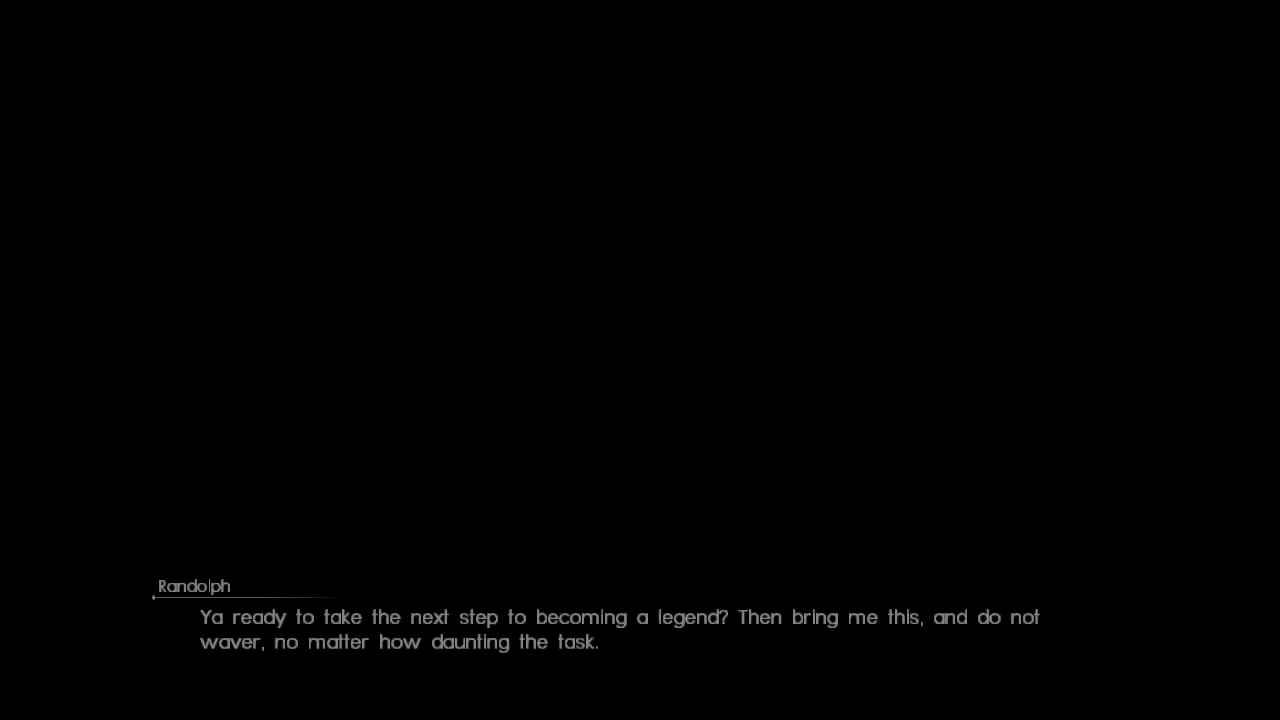 Randolph
Ya ready to take the next step to becoming a legend? Then bring me this, and do not
waver, no matter how daunting the task.